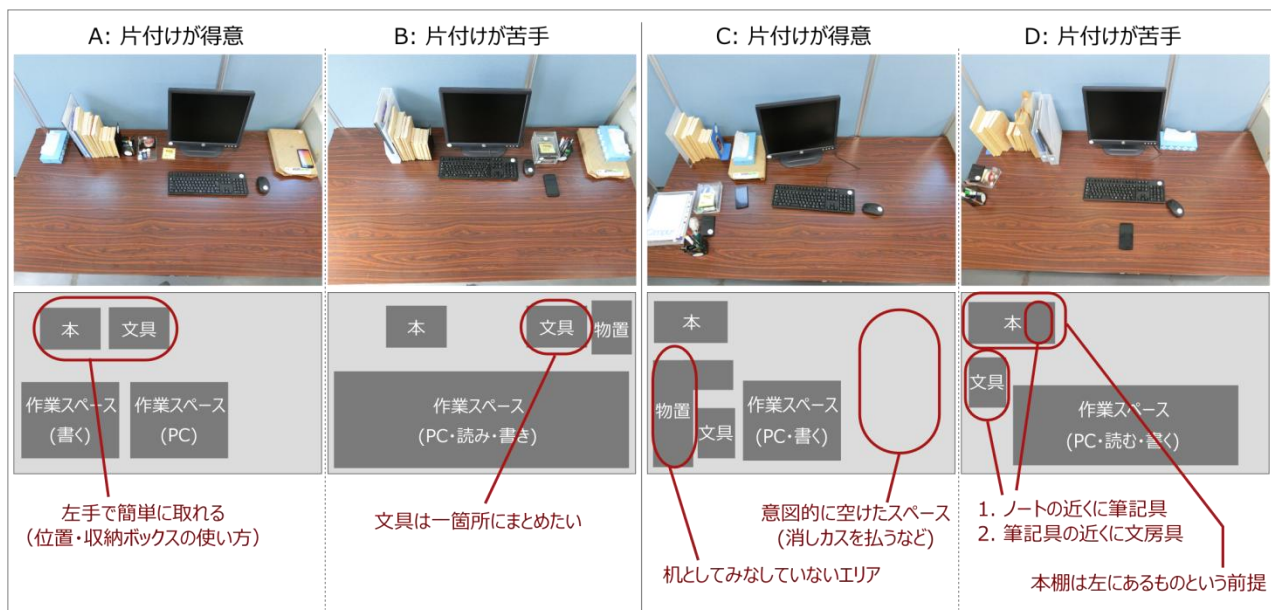 A: 片付けが得意
B: 片付けが苦手
C: 片付けが得意
D: 片付けが苦手
本
文具
作業スペース
(書く)
作業スペース
(PC)
左手で簡単に取れる
(位置・収納ボックスの使い方)
本
文具
物置
作業スペース
(PC・読み・書き)
文具は一箇所にまとめたい
本
物置
文具
作業スペース
(PC・書く)
意図的に空けたスペース
(消しカスを払うなど)
机としてみなしていないエリア
本
文具
作業スペース
(PC・読む・書く)
1. ノートの近くに筆記具
2. 筆記具の近くに文房具
本棚は左にあるものという前提